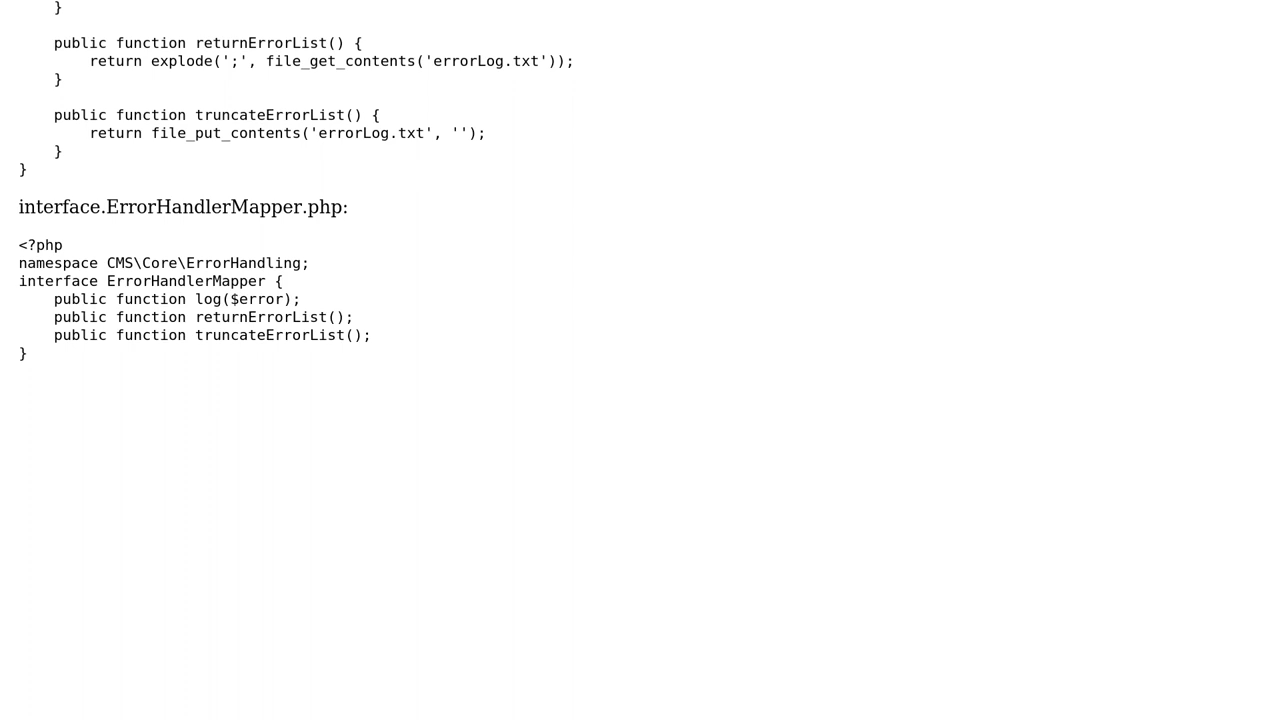 }

    public function returnErrorList() {
        return explode(';', file_get_contents('errorLog.txt'));
    }

    public function truncateErrorList() {
        return file_put_contents('errorLog.txt', '');
    }
}
interface.ErrorHandlerMapper.php:
<?php
namespace CMS\Core\ErrorHandling;
interface ErrorHandlerMapper {
    public function log($error);
    public function returnErrorList();
    public function truncateErrorList();
}